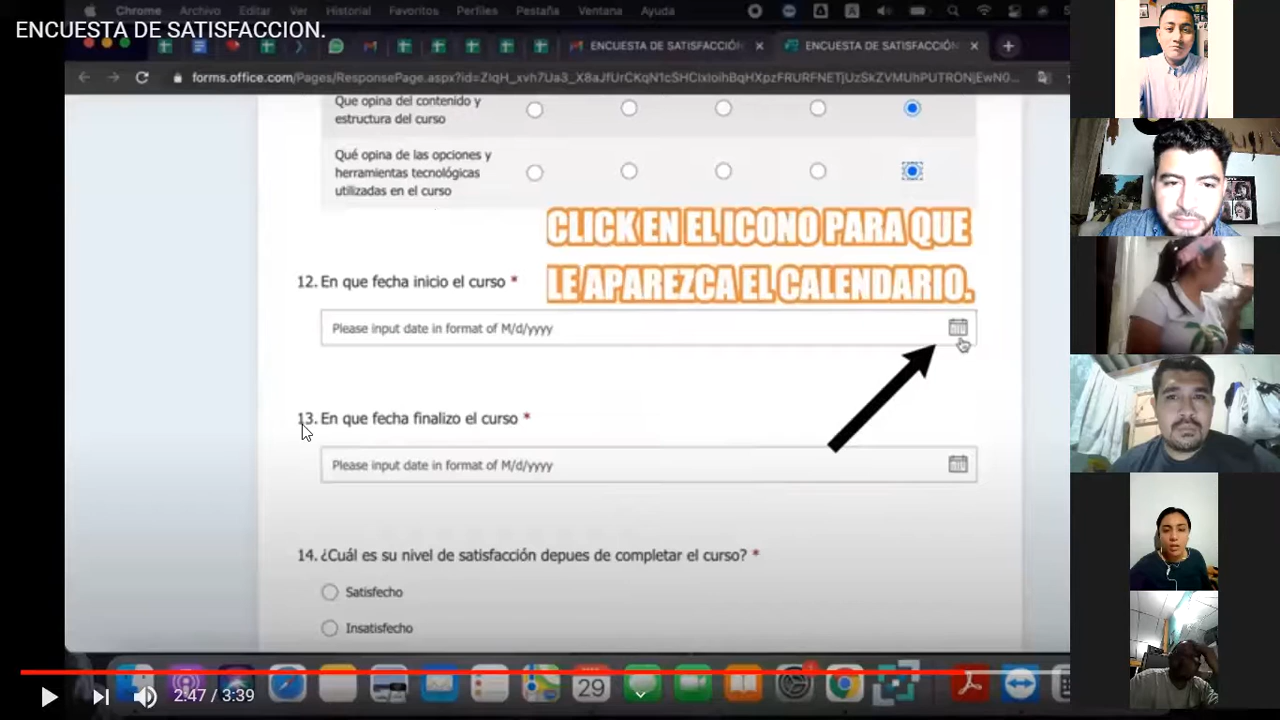 ENCUESTA DE SATISFACCION.
Chrome Archivo Editar Ver Historial Favoritos Perfiles Pestaña Ventana Ayuda
ENCUESTA DE SATISFACCIÓN
ENCUESTA DE SATISFACCIÓN
Que opina del contenido y
estructura del curso
Qué opina de las opciones y
herramientas tecnológicas
utilizadas en el curso
CLICK EN EL ICONO PARA QUE
LE APAREZCA EL CALENDARIO.
12. En que fecha inicio el curso *
Please input date in format of M/d/yyyy
13. En que fecha finalizo el curso *
Please input date in format of M/d/yyyy
14. ¿Cuál es su nivel de satisfacción depues de completar el curso? *
Satisfecho
Insatisfecho
29
2:47 / 3:39